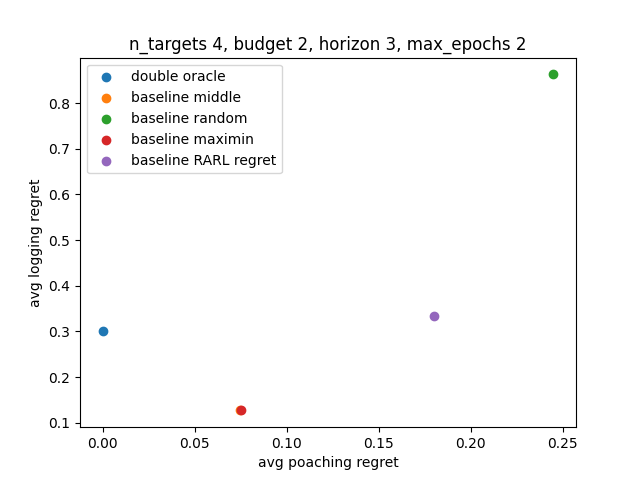 n_targets 4, budget 2, horizon 3, max_epochs 2
double oracle
baseline middle
baseline random
baseline maximin
baseline RARL regret
avg logging regret
0.8
0.7
0.6
0.5
0.4
0.3
0.2
0.1
0.00 0.05 0.10 0.15 0.20 0.25
avg poaching regret